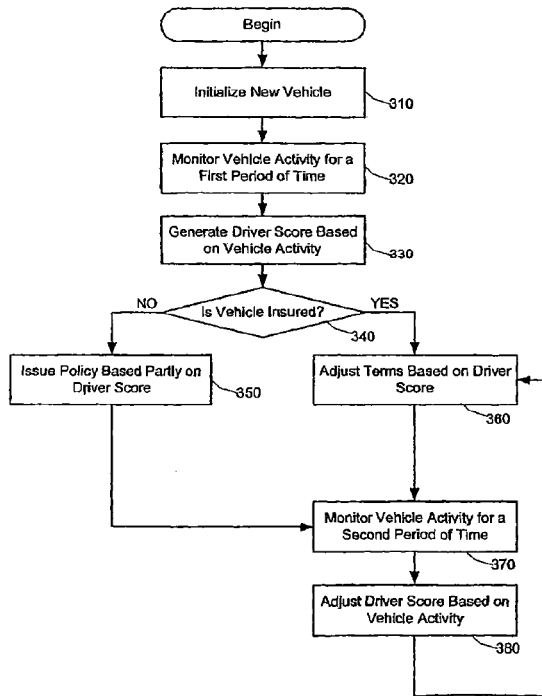 Begin
Initialize New Vehicle
310
Monitor Vehicle Activity for a
First Period of Time
320
Generate Driver Score Based
on Vehicle Activity
330
NO
Is Vehicle Insured?
YES
340
Issue Policy Based Partly on
Driver Score
350
Adjust Terms Based on Driver
Score
360
Monitor Vehicle Activity for a
Second Period of Time
370
Adjust Driver Score Based on
Vehicle Activity
380